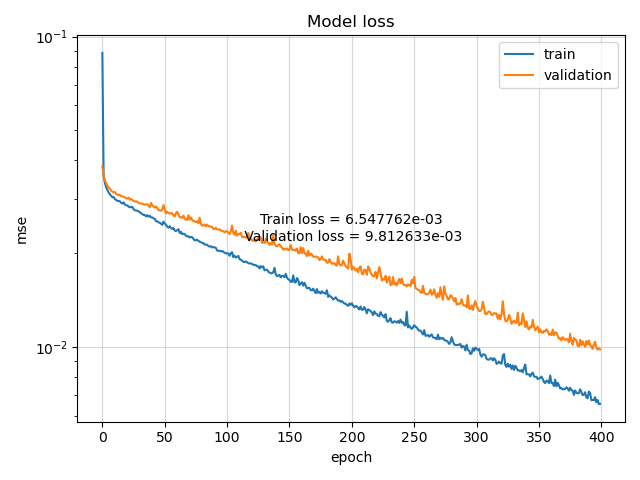 Model loss
train
validation
Train loss = 6.547762e-03
Validation loss = 9.812633e-03
mse
10⁻¹
10⁻²
0 50 100 150 200 250 300 350 400
epoch